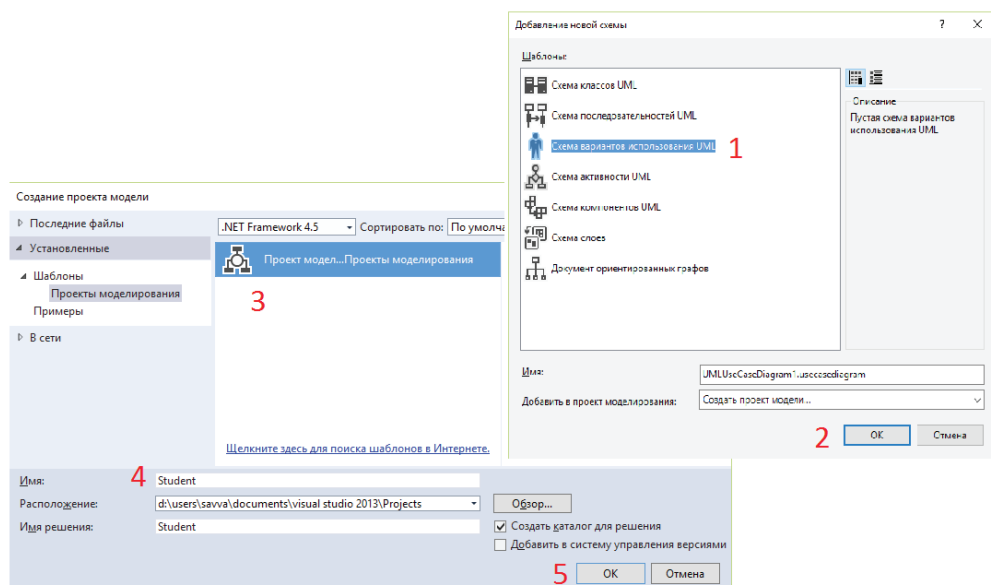 Добавление новой схемы
? X
Шаблоны:
Схема классов UML
Схема последовательностей UML
Схема вариантов использования UML
1
Схема активности UML
Схема компонентов UML
Схема слоев
Документ ориентированных графов
Описание
Пустая схема вариантов
использования UML
Имя:
UMLUseCaseDiagram1.usecasediagram
Добавить в проект моделирования:
Создать проект модели...
2
OK
Отмена
Создание проекта модели
Последние файлы
Установленные
Шаблоны
Проекты моделирования
Примеры
В сети
.NET Framework 4.5
Сортировать по:
По умолча
Проект модел...Проекты моделирования
3
Щелкните здесь для поиска шаблонов в Интернете.
Имя:
4
Student
Расположение:
d:\users\savva\documents\visual studio 2013\Projects
Обзор...
Имя решения:
Student
Создать каталог для решения
Добавить в систему управления версиями
5
OK
Отмена